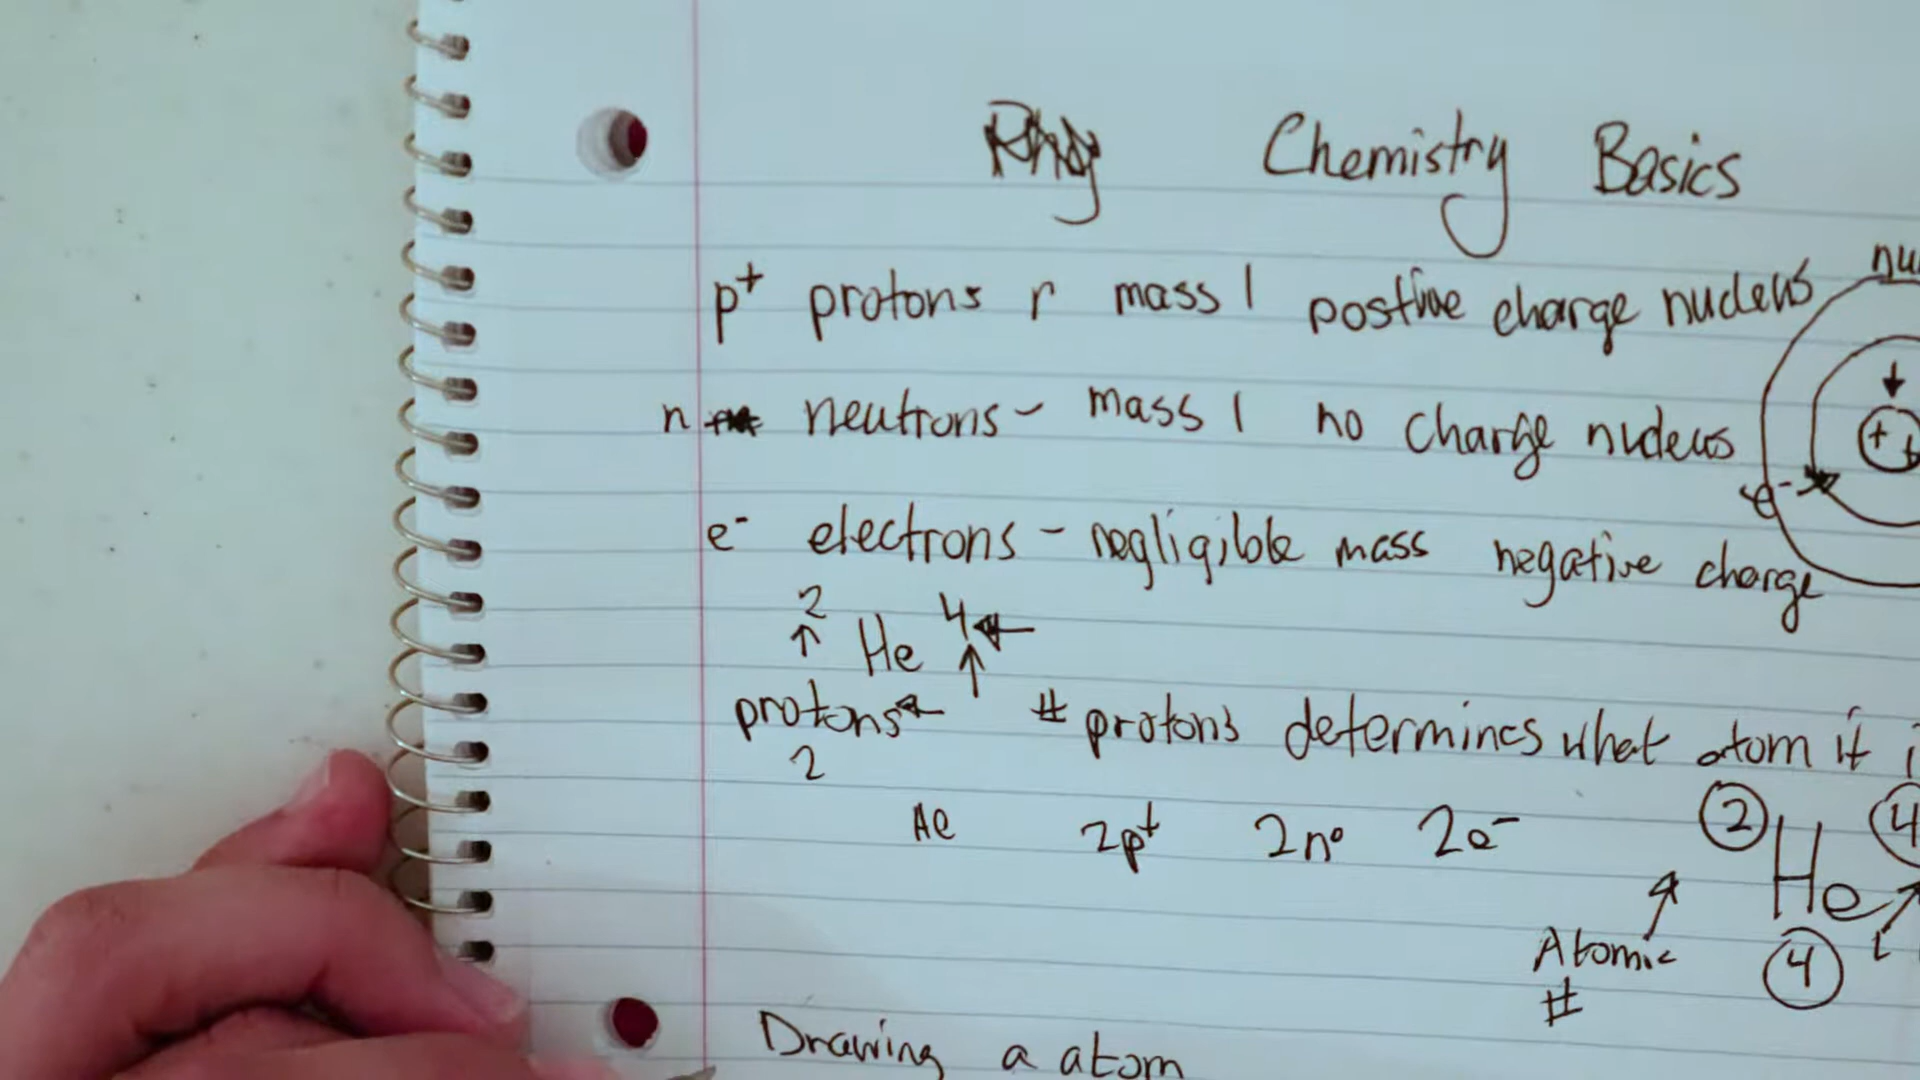 Chemistry Basics
p+ protons r mass 1 postive charge nucleus
n neutrons - mass 1 no charge nucleus
e- electrons - negligible mass negative charge
+
e-
2 He 4
protons # protons determines what atom it
2
He 2p+ 2n° 2e-
2 He 4
Atomic
#
4
Drawing a atom